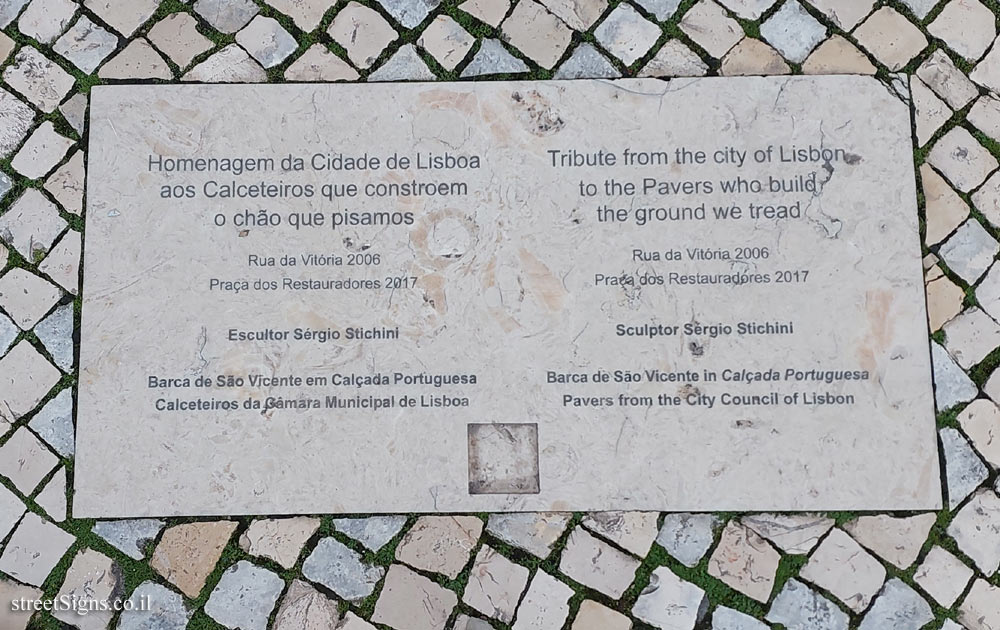 Homenagem da Cidade de Lisboa
aos Calceteiros que constroem
o chão que pisamos
Rua da Vitória 2006
Praça dos Restauradores 2017
Escultor Sérgio Stichini
Barca de São Vicente em Calçada Portuguesa
Calceteiros da Câmara Municipal de Lisboa
Tribute from the city of Lisbon
to the Pavers who build
the ground we tread
Rua da Vitória 2006
Praça dos Restauradores 2017
Sculptor Sérgio Stichini
Barca de São Vicente in Calçada Portuguesa
Pavers from the City Council of Lisbon
streetSigns.co.il